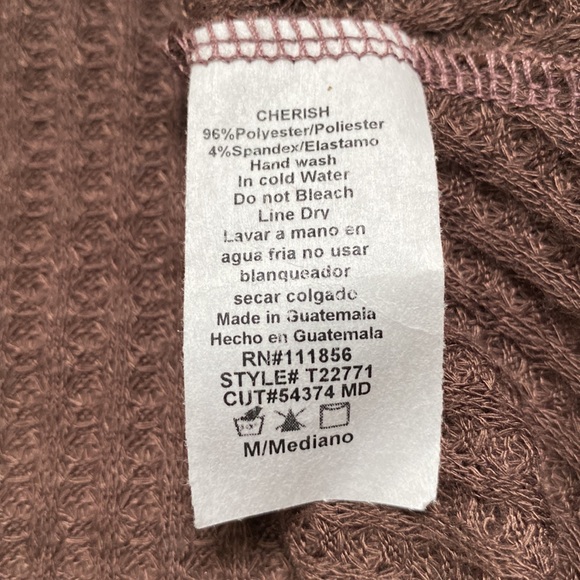 CHERISH
96%Polyester/Poliester
4%Spandex/Elastamo
Hand wash
In cold Water
Do not Bleach
Line Dry
Lavar a mano en
agua fria no usar
blanqueador
secar colgado
Made in Guatemala
Hecho en Guatemala
RN#111856
STYLE# T22771
CUT#54374 MD
M/Mediano